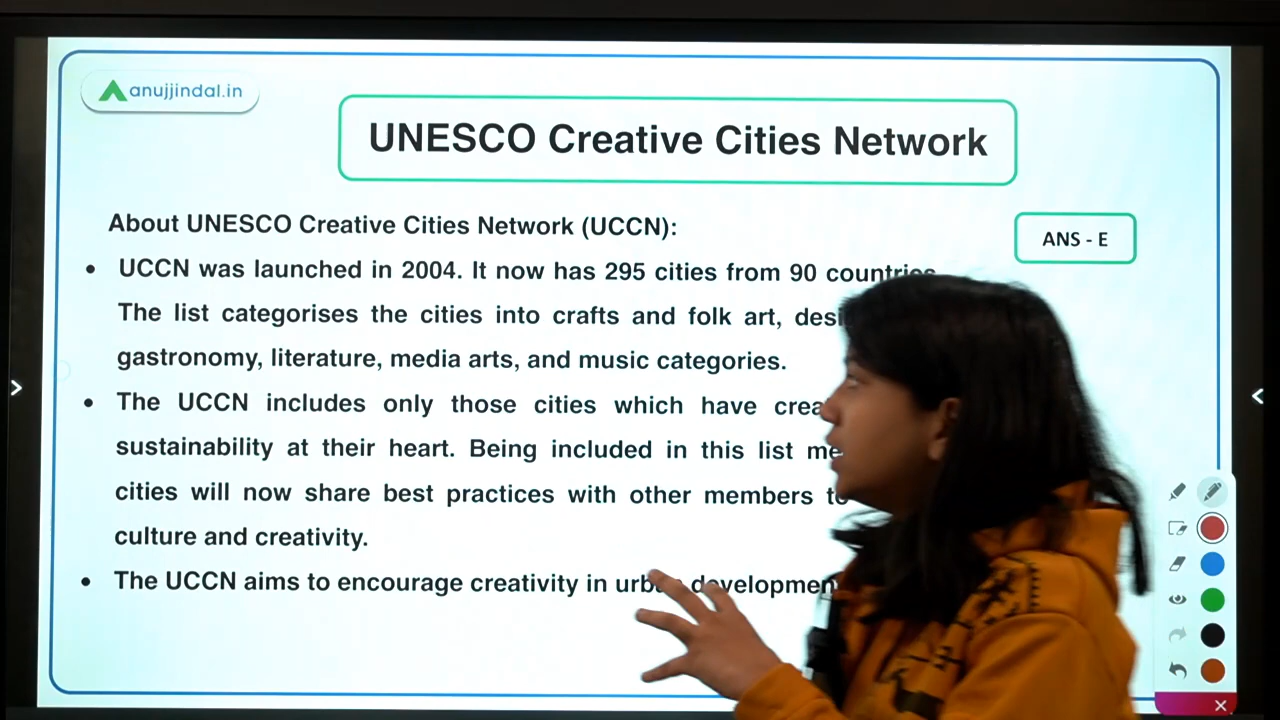 anujjindal.in
UNESCO Creative Cities Network
About UNESCO Creative Cities Network (UCCN):
ANS - E
UCCN was launched in 2004. It now has 295 cities from 90 countries
The list categorises the cities into crafts and folk art,
gastronomy, literature, media arts, and music categories.
The UCCN includes only those cities which have
sustainability at their heart. Being included in this list
cities will now share best practices with other members
culture and creativity.
The UCCN aims to encourage creativity in urban